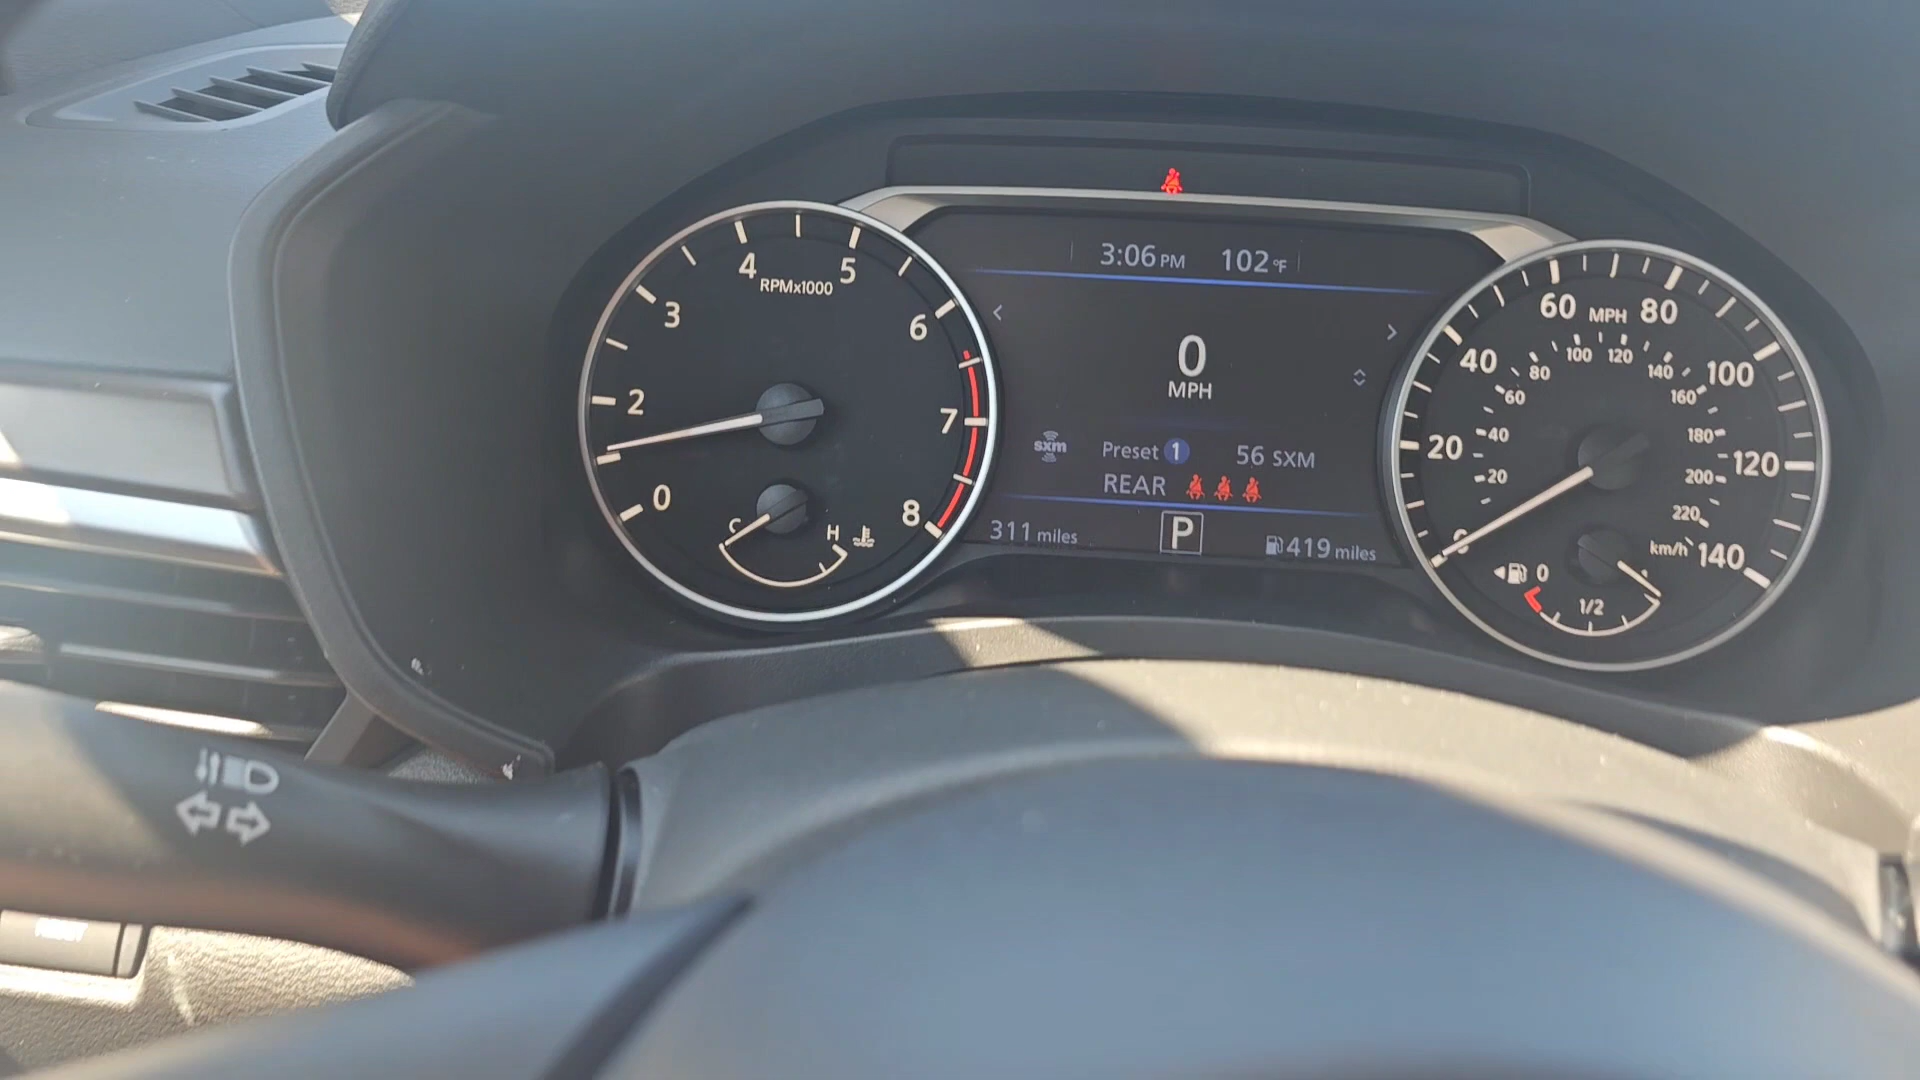 3:06 PM 102 °F
0
MPH
sxm Preset 1 56 SXM
REAR
311 miles P 419 miles
0 2 3 4 5 6 7 8
RPMx1000
C H
0 20 40 60 80 100 120 140
MPH
20 40 60 80 100 120 140 160 180 200 220
km/h
0 1/2